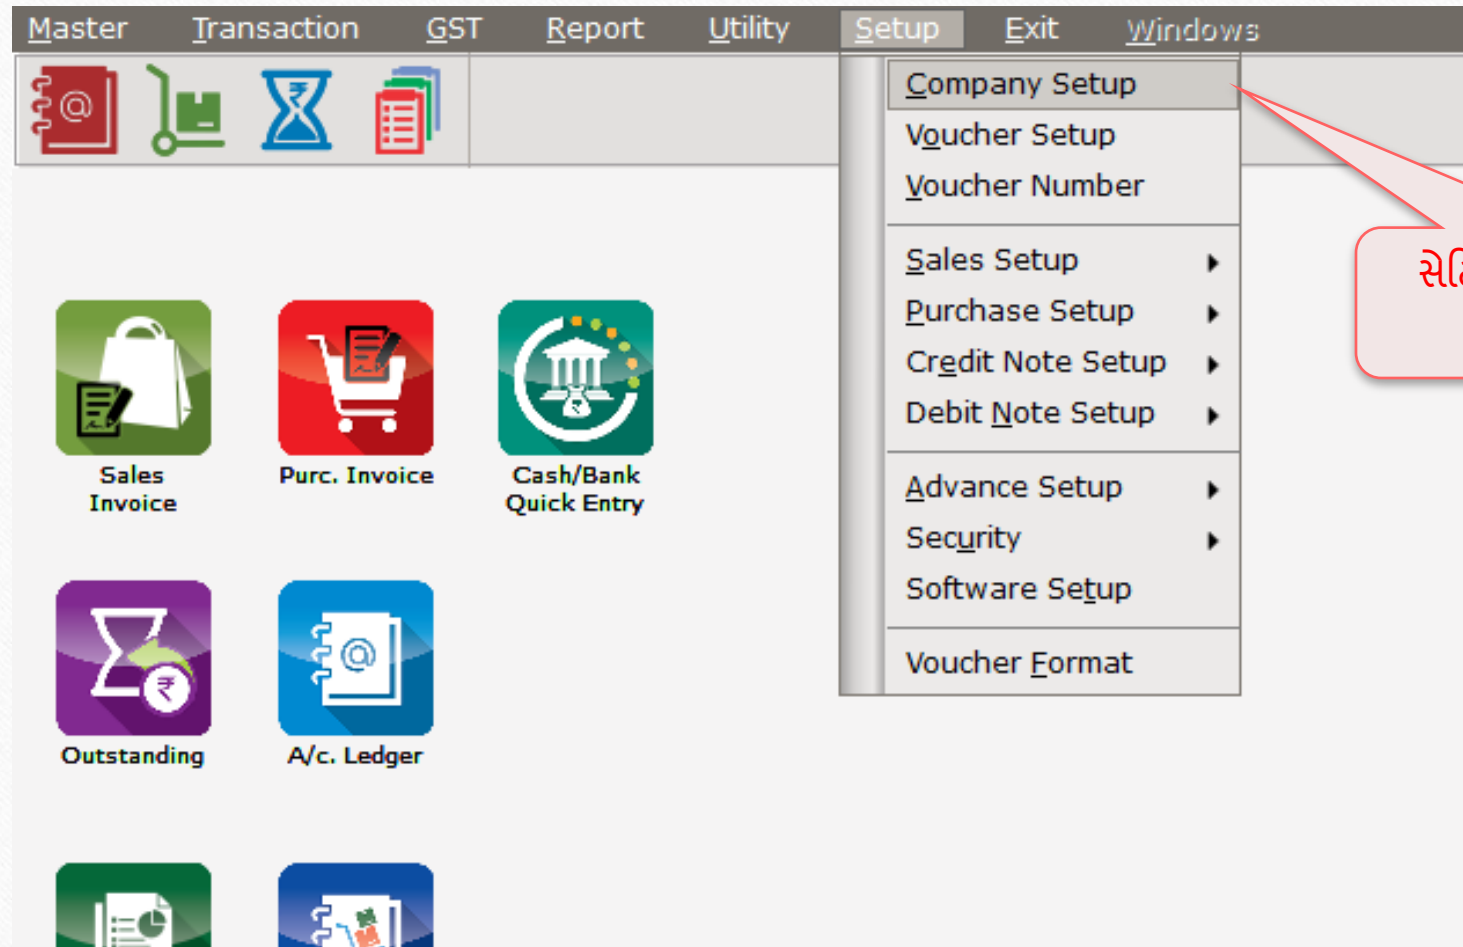 Master Transaction GST Report Utility Setup Exit Windows
Company Setup
Voucher Setup
Voucher Number
Sales Setup
Purchase Setup
Credit Note Setup
Debit Note Setup
Advance Setup
Security
Software Setup
Voucher Format
Sales
Invoice
Purc. Invoice
Cash/Bank
Quick Entry
Outstanding
A/c. Ledger